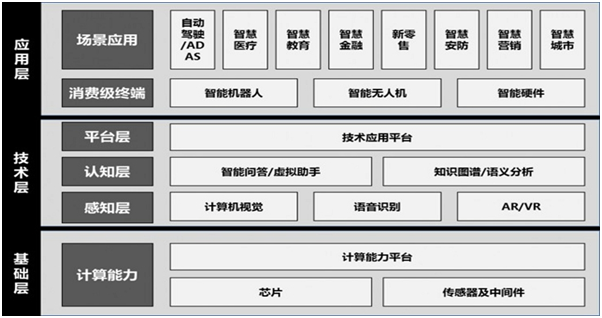 应用层
场景应用
自动
驾驶
/AD
AS
智慧
医疗
智慧
教育
智慧
金融
新零
售
智慧
安防
智慧
营销
智慧
城市
消费级终端
智能机器人
智能无人机
智能硬件
技术层
平台层
技术应用平台
认知层
智能问答/虚拟助手
知识图谱/语义分析
感知层
计算机视觉
语音识别
AR/VR
基础层
计算能力
计算能力平台
芯片
传感器及中间件